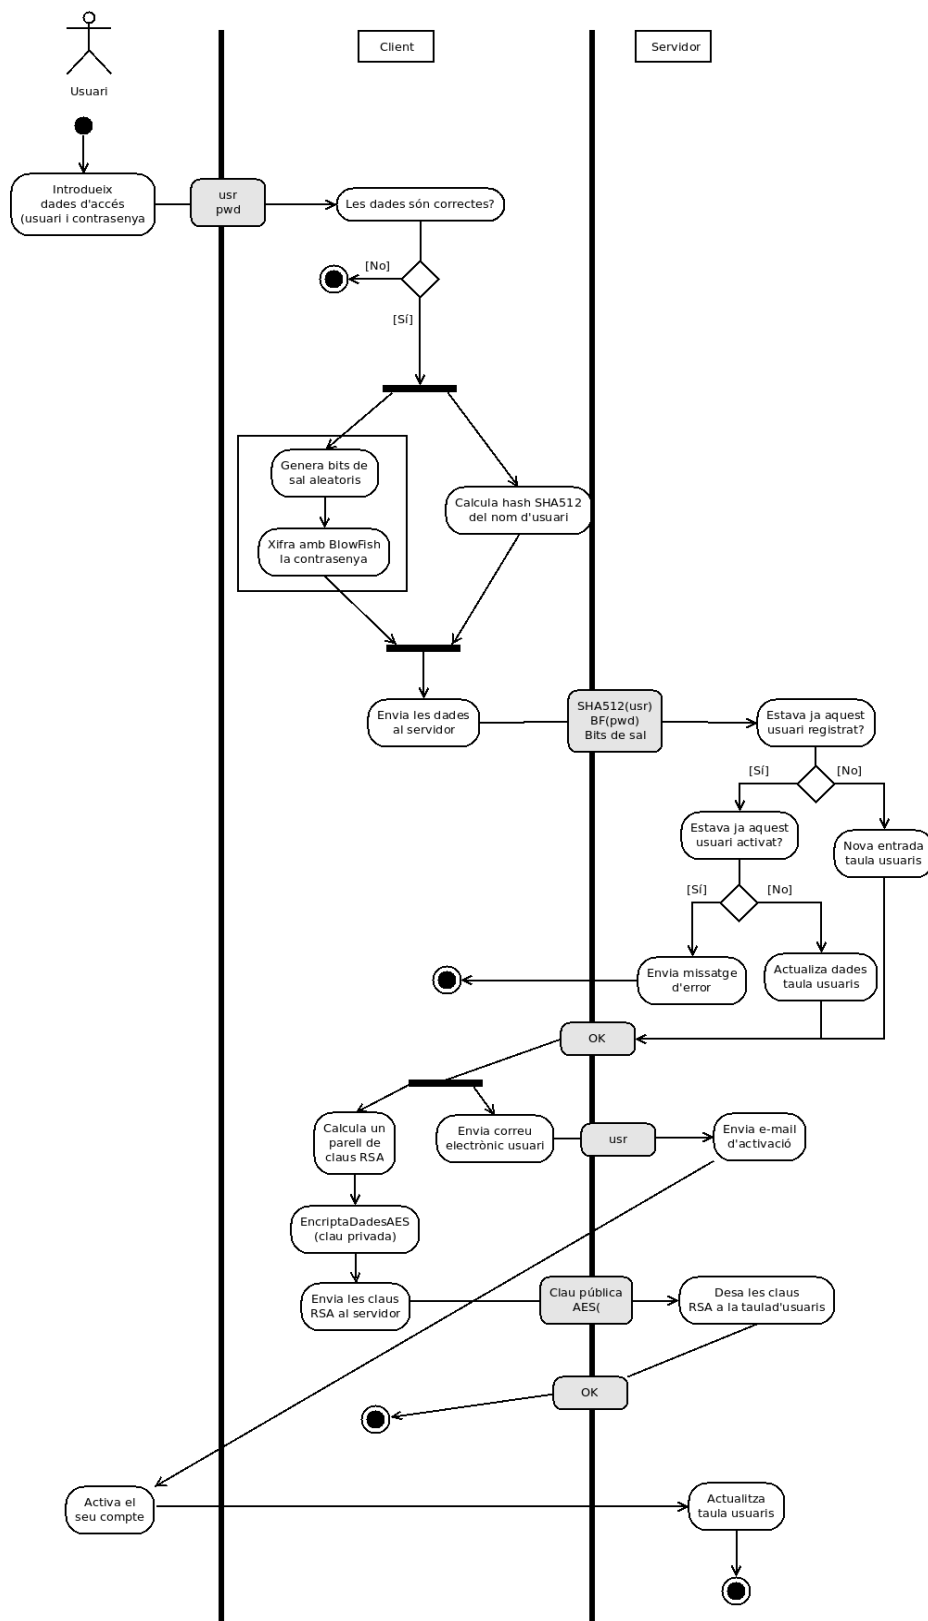 Client
Servidor
Usuari
Introdueix
dades d'accés
(usuari i contrasenya
usr
pwd
Les dades són correctes?
[No]
[Sí]
Genera bits de
sal aleatoris
Calcula hash SHA512
del nom d'usuari
Xifra amb BlowFish
la contrasenya
Envia les dades
al servidor
SHA512(usr)
BF(pwd)
Bits de sal
Estava ja aquest
usuari registrat?
[Sí]
[No]
Estava ja aquest
usuari activat?
Nova entrada
taula usuaris
[Sí]
[No]
Envia missatge
d'error
Actualiza dades
taula usuaris
OK
Calcula un
parell de
claus RSA
Envia correu
electrònic usuari
usr
Envia e-mail
d'activació
EncriptaDadesAES
(clau privada)
Envia les claus
RSA al servidor
Clau pública
AES(
Desa les claus
RSA a la taulad'usuaris
OK
Activa el
seu compte
Actualitza
taula usuaris